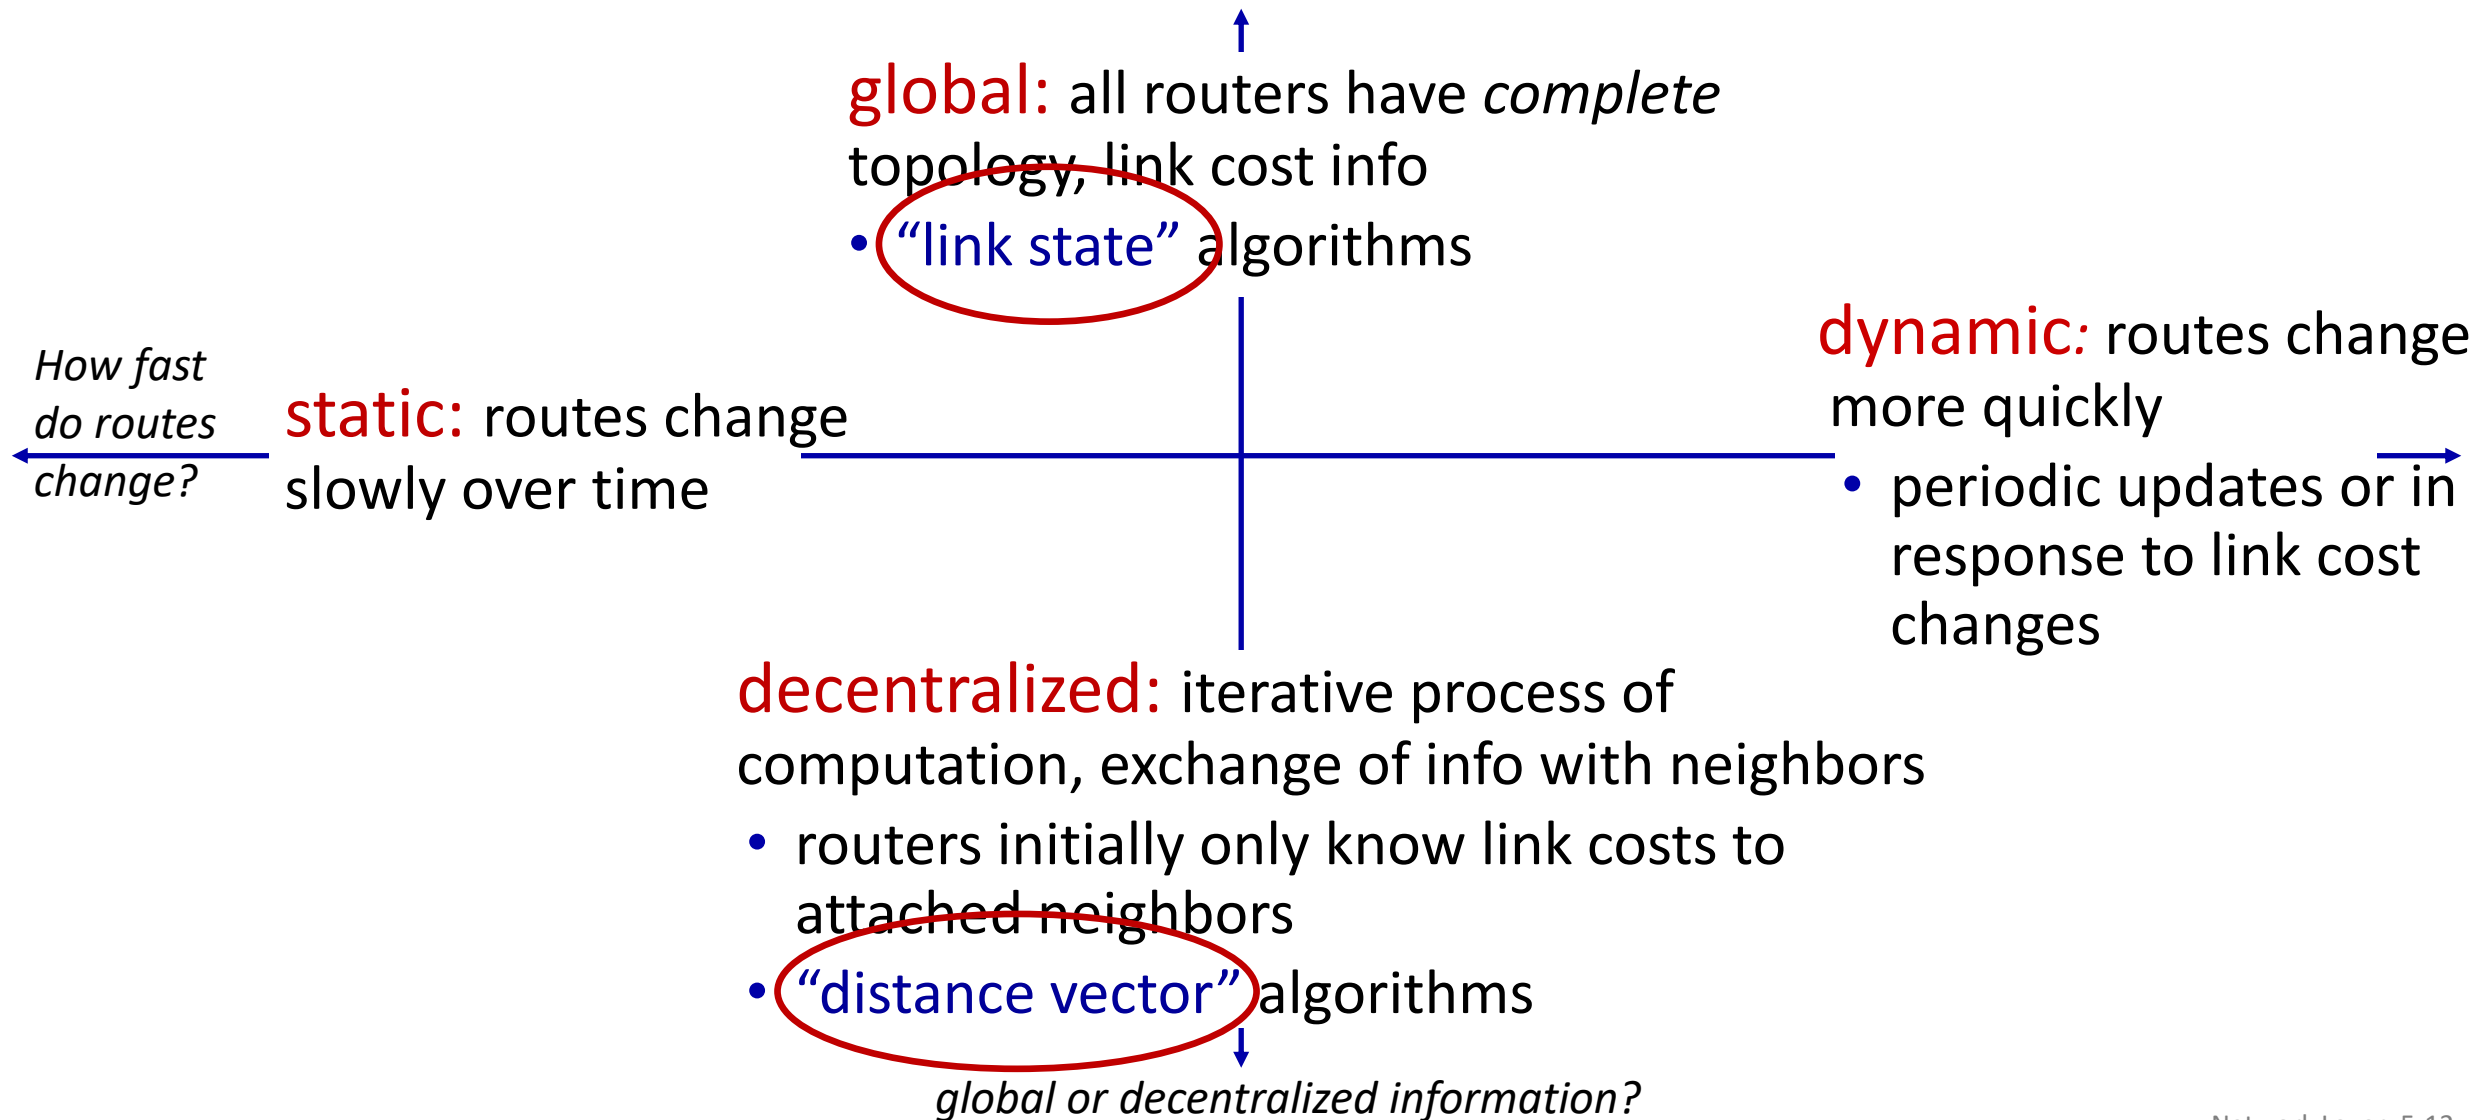 global: all routers have complete
topology, link cost info
• “link state” algorithms
How fast
do routes
change?
static: routes change
slowly over time
dynamic: routes change
more quickly
• periodic updates or in
response to link cost
changes
decentralized: iterative process of
computation, exchange of info with neighbors
• routers initially only know link costs to
attached neighbors
• “distance vector” algorithms
global or decentralized information?